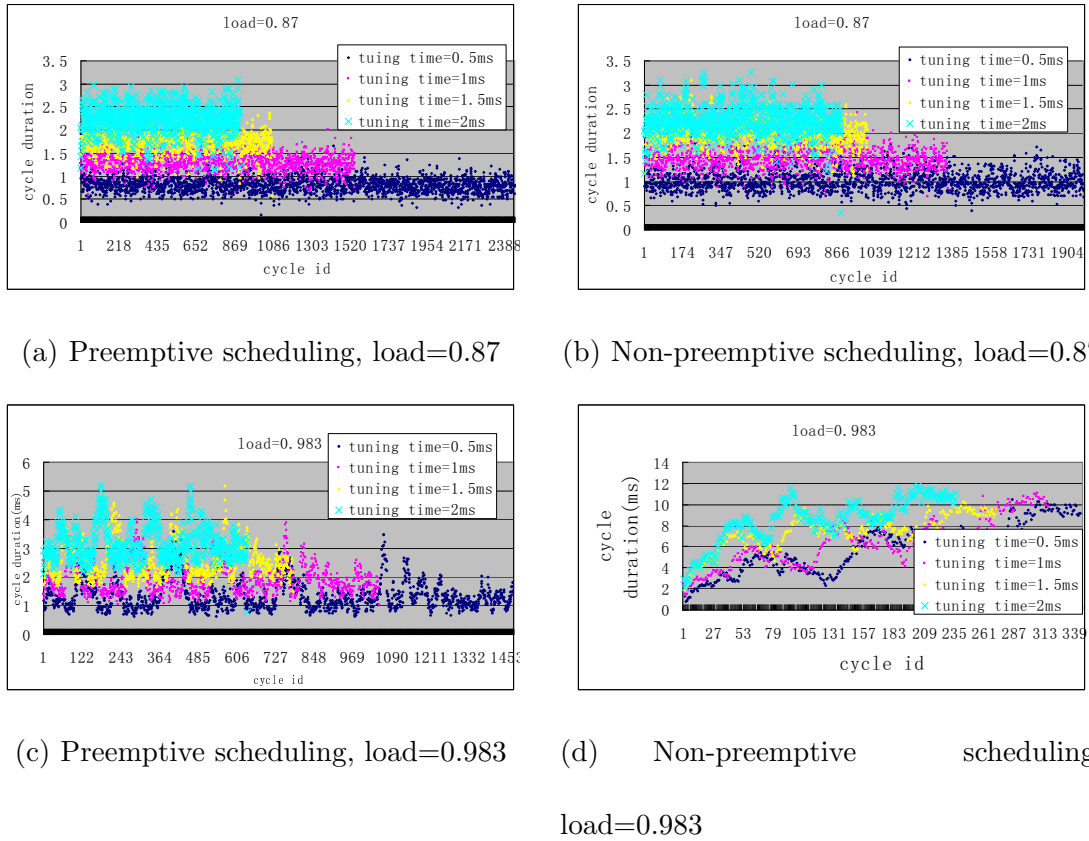 load=0.87
3.5
3
2.5
2
1.5
1
0.5
0
cycle duration
tuing time=0.5ms
tuning time=1ms
tuning time=1.5ms
tuning time=2ms
1 218 435 652 869 1086 1303 1520 1737 1954 2171 2388
cycle id
load=0.87
3.5
3
2.5
2
1.5
1
0.5
0
cycle duration
tuning time=0.5ms
tuning time=1ms
tuning time=1.5ms
tuning time=2ms
1 174 347 520 693 866 1039 1212 1385 1558 1731 1904
cycle id
(a) Preemptive scheduling, load=0.87
(b) Non-preemptive scheduling, load=0.8
load=0.983
6
5
4
3
2
1
0
cycle duration(ms)
tuning time=0.5ms
tuning time=1ms
tuning time=1.5ms
tuning time=2ms
1 122 243 364 485 606 727 848 969 1090 1211 1332 1453
cycle id
load=0.983
14
12
10
8
6
4
2
0
cycle
duration(ms)
tuning time=0.5ms
tuning time=1ms
tuning time=1.5ms
tuning time=2ms
1 27 53 79 105 131 157 183 209 235 261 287 313 339
cycle id
(c) Preemptive scheduling, load=0.983
(d) Non-preemptive scheduling
load=0.983